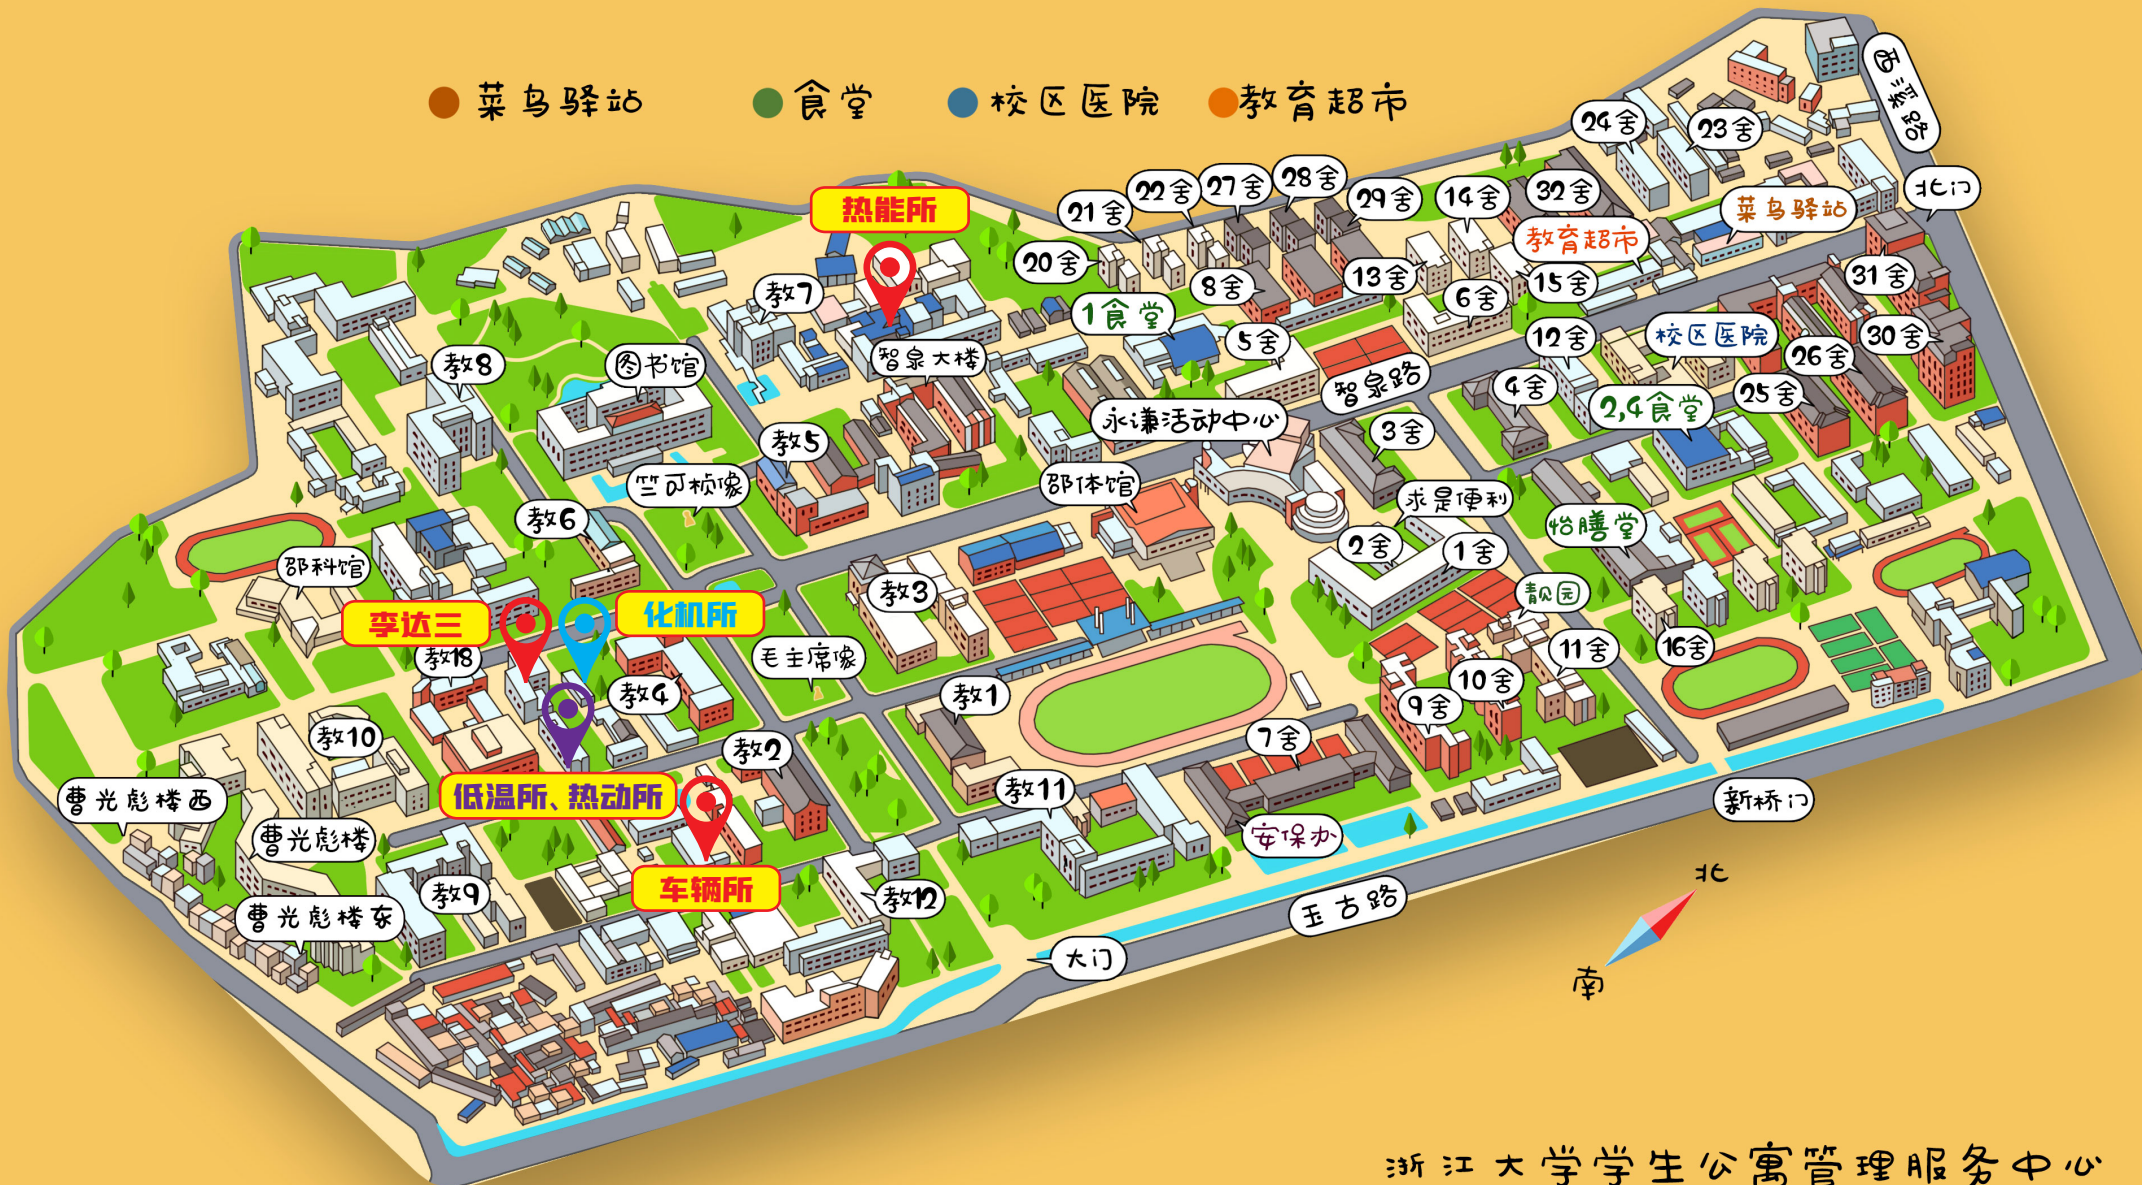 菜鸟驿站
食堂
校区医院
教育超市
西溪路
24舍
23舍
北门
热能所
21舍
22舍
27舍
28舍
29舍
14舍
32舍
菜鸟驿站
教育超市
20舍
教7
8舍
13舍
15舍
31舍
1食堂
6舍
智泉大楼
5舍
12舍
校区医院
30舍
教8
图书馆
26舍
智泉路
4舍
25舍
2,4食堂
永谦活动中心
3舍
教5
竺可桢像
邵体馆
求是便利
教6
怡膳堂
邵科馆
2舍
1舍
教3
靓园
李达三
化机所
教18
毛主席像
11舍
16舍
教4
教1
10舍
9舍
教10
教2
7舍
低温所、热动所
教11
曹光彪楼西
新桥门
曹光彪楼
安保办
车辆所
教9
教12
曹光彪楼东
玉古路
北
大门
南
浙江大学学生公寓管理服务中心